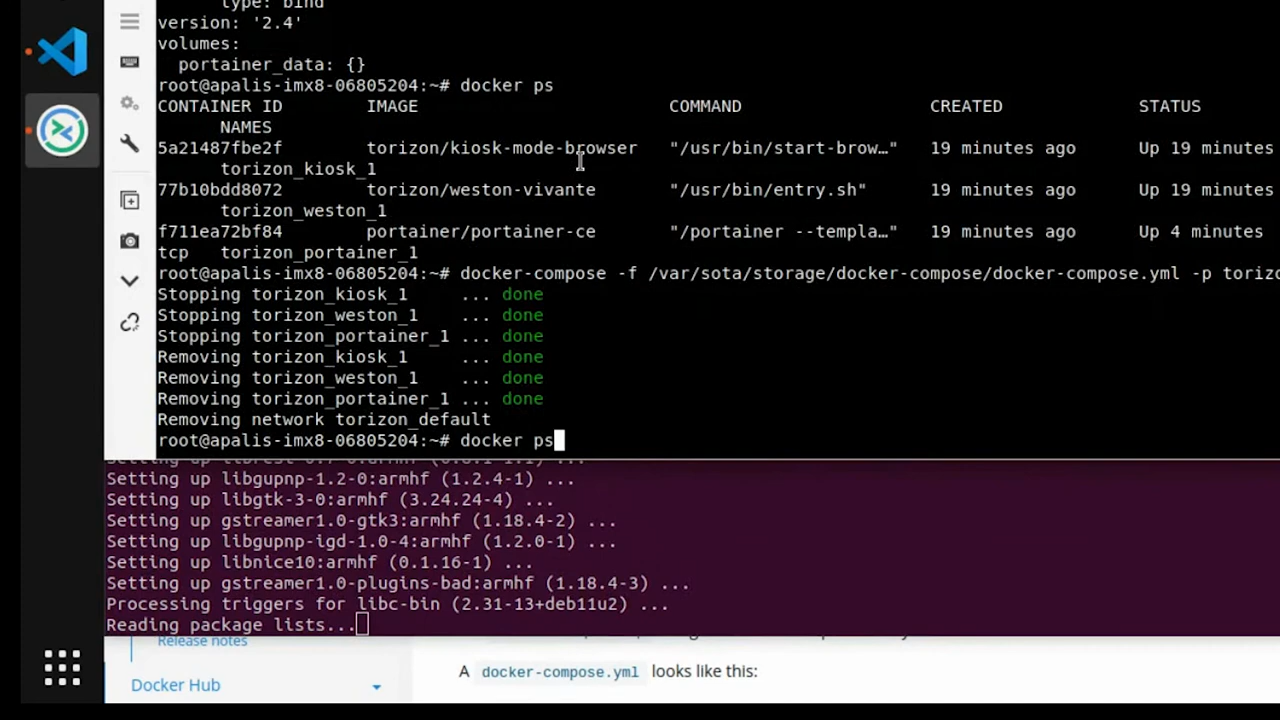 type: bind
version: '2.4'
volumes:
portainer_data: {}
root@apalis-imx8-06805204:~# docker ps
CONTAINER ID IMAGE COMMAND CREATED STATUS
NAMES
5a21487fbe2f torizon/kiosk-mode-browser "/usr/bin/start-brow…" 19 minutes ago Up 19 minutes
torizon_kiosk_1
77b10bdd8072 torizon/weston-vivante "/usr/bin/entry.sh" 19 minutes ago Up 19 minutes
torizon_weston_1
f711ea72bf84 portainer/portainer-ce "/portainer --templa…" 19 minutes ago Up 4 minutes
tcp torizon_portainer_1
root@apalis-imx8-06805204:~# docker-compose -f /var/sota/storage/docker-compose/docker-compose.yml -p torizo
Stopping torizon_kiosk_1 ... done
Stopping torizon_weston_1 ... done
Stopping torizon_portainer_1 ... done
Removing torizon_kiosk_1 ... done
Removing torizon_weston_1 ... done
Removing torizon_portainer_1 ... done
Removing network torizon_default
root@apalis-imx8-06805204:~# docker ps
Setting up libgupnp-1.2-0:armhf (1.2.4-1) ...
Setting up libgtk-3-0:armhf (3.24.24-4) ...
Setting up gstreamer1.0-gtk3:armhf (1.18.4-2) ...
Setting up libgupnp-igd-1.0-4:armhf (1.2.0-1) ...
Setting up libnice10:armhf (0.1.16-1) ...
Setting up gstreamer1.0-plugins-bad:armhf (1.18.4-3) ...
Processing triggers for libc-bin (2.31-13+deb11u2) ...
Reading package lists...
Release notes
A docker-compose.yml looks like this:
Docker Hub